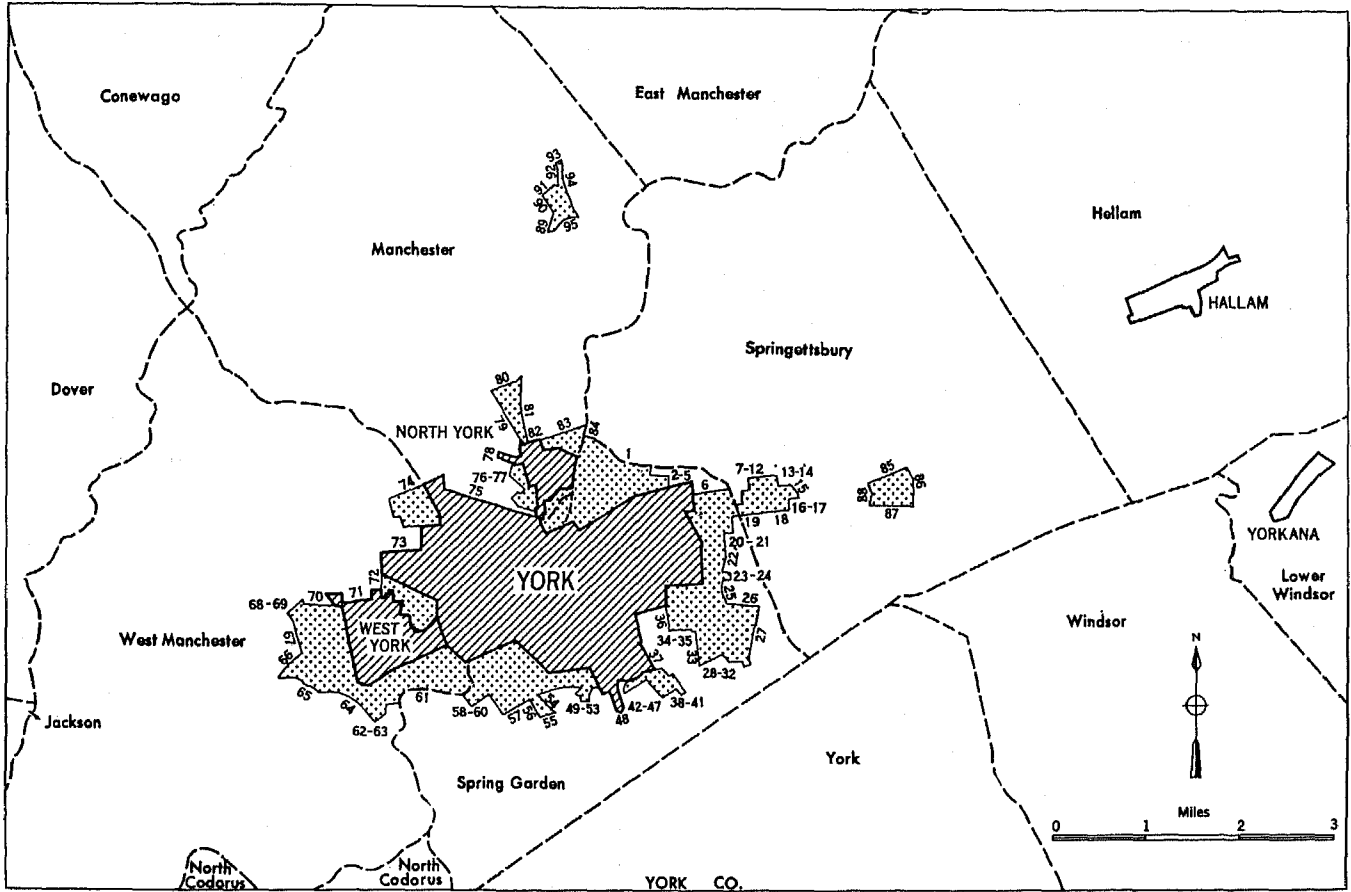 Conewago
East Manchester
93
92
94
91
90
89
95
Hellam
Manchester
HALLAM
Springettsbury
Dover
80
79
81
NORTH YORK
82
83
84
78
1
76-77
75
74
2-5
6
7-12
13-14
15
16-17
18
19
85
86
87
88
YORKANA
Lower
Windsor
20-21
22
23-24
25
26
27
73
72
YORK
70
71
68-69
67
66
65
64
62-63
61
WEST
YORK
West Manchester
36
34-35
33
28-32
37
38-41
42-47
48
49-53
54
55
56
57
58-60
Windsor
N
Jackson
York
Spring Garden
Miles
0 1 2 3
North
Codorus
North
Codorus
YORK CO.